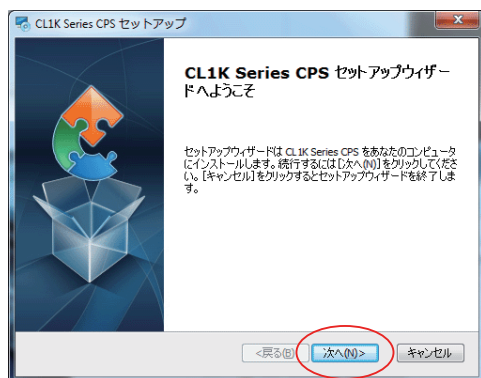 CL1K Series CPS セットアップ
CL1K Series CPS セットアップウィザー
ドへようこそ
セットアップウィザードは CL1K Series CPS をあなたのコンピュータ
にインストールします。続行するには[次へ(N)]をクリックしてくださ
い。[キャンセル]をクリックするとセットアップウィザードを終了しま
す。
<戻る(B) 次へ(N)> キャンセル